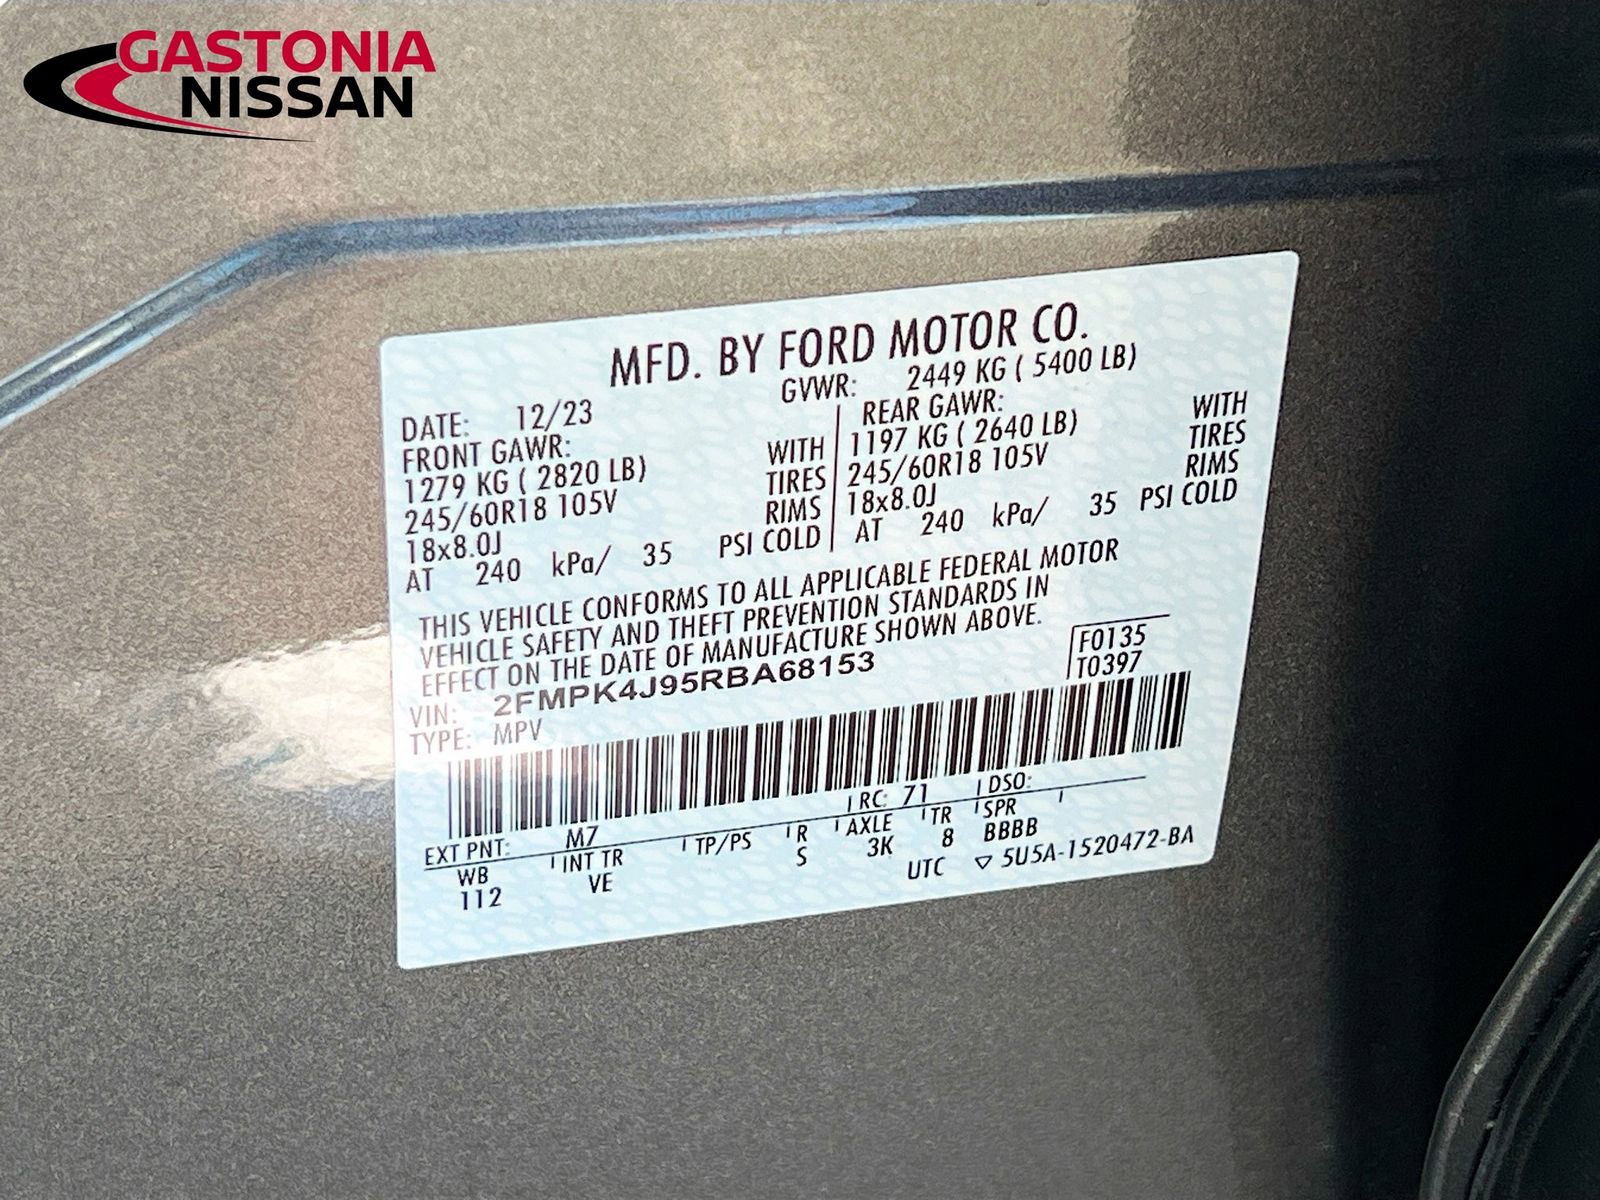 GASTONIA
NISSAN
MFD. BY FORD MOTOR CO.
DATE: 12/23 GVWR: 2449 KG ( 5400 LB)
FRONT GAWR: REAR GAWR:
1279 KG ( 2820 LB) WITH 1197 KG ( 2640 LB) WITH
245/60R18 105V TIRES 245/60R18 105V TIRES
18x8.0J RIMS 18x8.0J RIMS
AT 240 kPa/ 35 PSI COLD AT 240 kPa/ 35 PSI COLD
THIS VEHICLE CONFORMS TO ALL APPLICABLE FEDERAL MOTOR
VEHICLE SAFETY AND THEFT PREVENTION STANDARDS IN
EFFECT ON THE DATE OF MANUFACTURE SHOWN ABOVE.
VIN: 2FMPK4J95RBA68153 F0135
TYPE: MPV T0397
EXT PNT: M7 RC: 71 DSO:
WB INT TR TP/PS R AXLE TR SPR
112 VE S 3K 8 BBBB
UTC ▽ 5U5A-1520472-BA